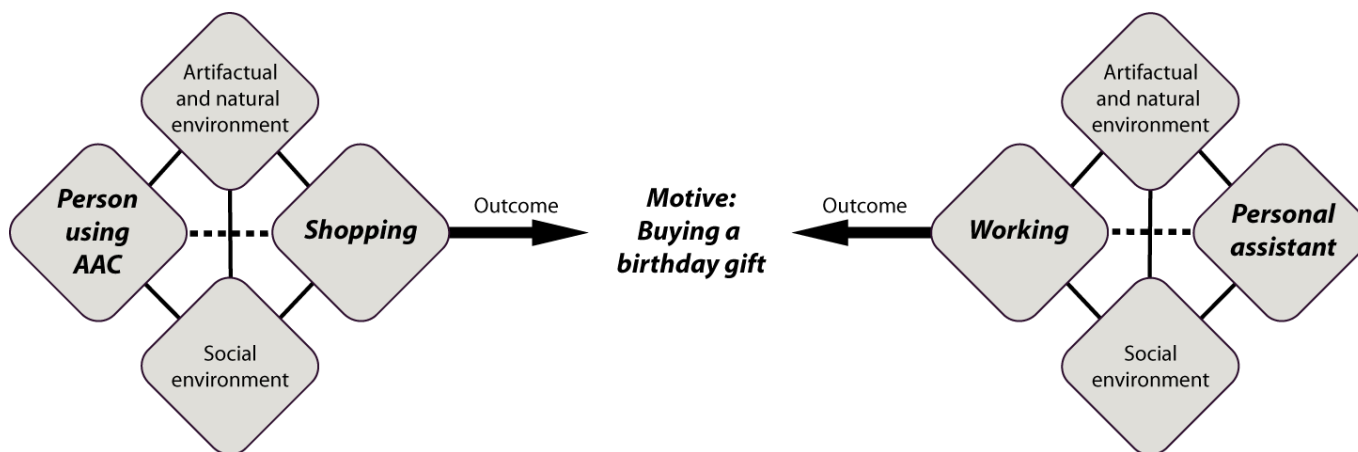 Artifactual
and natural
environment
Person
using
AAC
Shopping
Social
environment
Outcome
Motive:
Buying a
birthday gift
Outcome
Artifactual
and natural
environment
Working
Personal
assistant
Social
environment